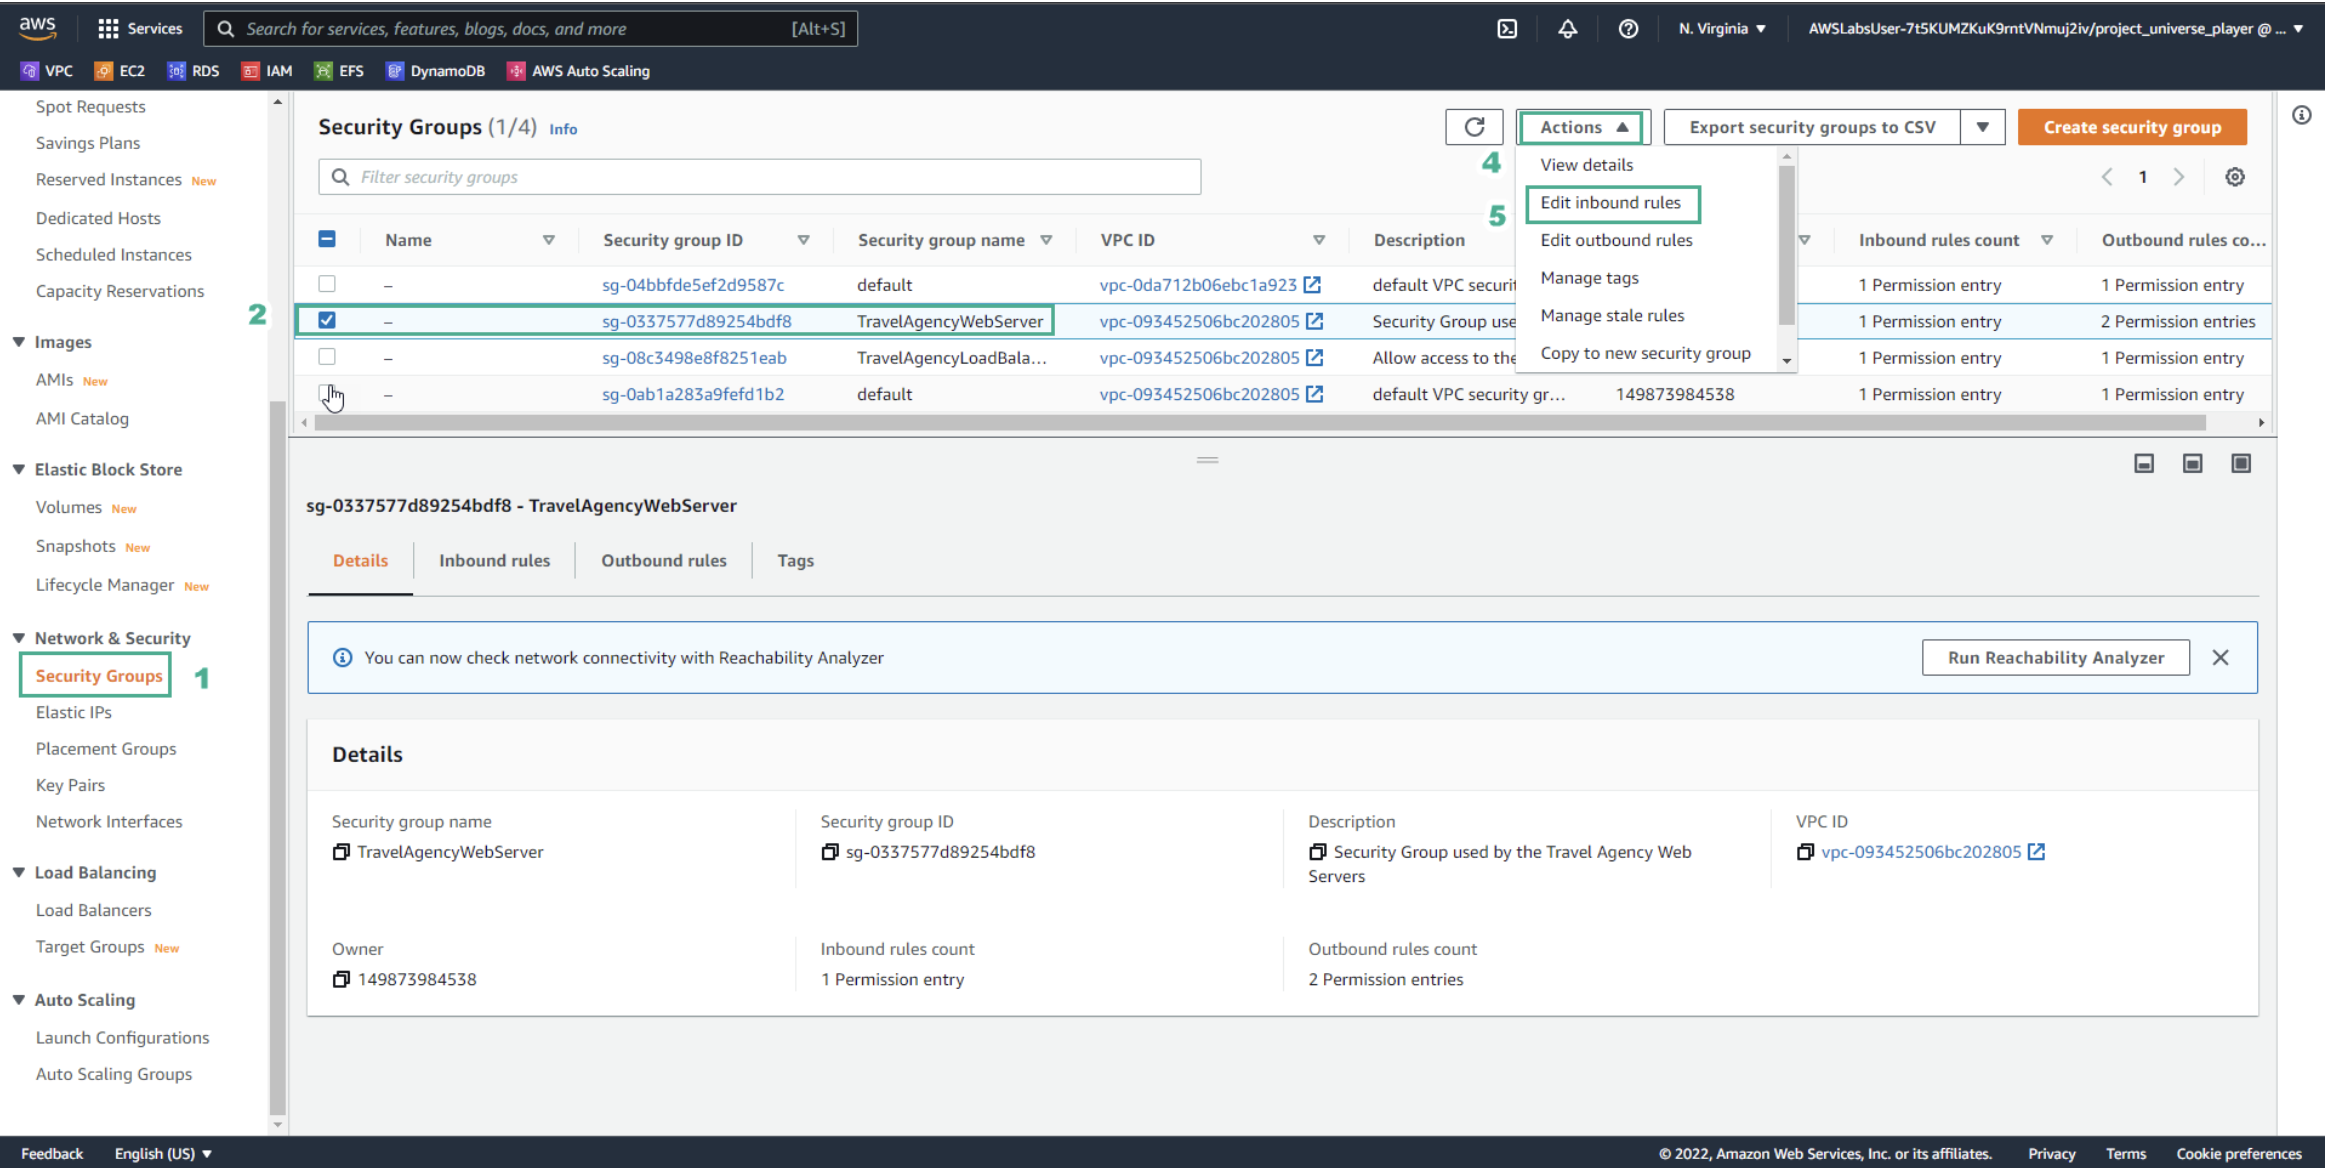 aws Services Search for services, features, blogs, docs, and more [Alt+S] N. Virginia ▼ AWSLabsUser-7t5KUMZKuK9rntVNmuj2iv/project_universe_player @ ... ▼
VPC EC2 RDS IAM EFS DynamoDB AWS Auto Scaling
Spot Requests
Savings Plans
Reserved Instances New
Dedicated Hosts
Scheduled Instances
Capacity Reservations
Images
AMIs New
AMI Catalog
Elastic Block Store
Volumes New
Snapshots New
Lifecycle Manager New
Network & Security
Security Groups 1
Elastic IPs
Placement Groups
Key Pairs
Network Interfaces
Load Balancing
Load Balancers
Target Groups New
Auto Scaling
Launch Configurations
Auto Scaling Groups
Security Groups (1/4) Info
Actions ▲ Export security groups to CSV ▼ Create security group
Filter security groups
1
4
View details
5
Edit inbound rules
Edit outbound rules
Manage tags
Manage stale rules
Copy to new security group
Name Security group ID Security group name VPC ID Description Inbound rules count Outbound rules co...
– sg-04bbfde5ef2d9587c default vpc-0da712b06ebc1a923 default VPC securit 1 Permission entry 1 Permission entry
2 – sg-0337577d89254bdf8 TravelAgencyWebServer vpc-093452506bc202805 Security Group use 1 Permission entry 2 Permission entries
– sg-08c3498e8f8251eab TravelAgencyLoadBala... vpc-093452506bc202805 Allow access to the 1 Permission entry 1 Permission entry
– sg-0ab1a283a9fefd1b2 default vpc-093452506bc202805 default VPC security gr... 149873984538 1 Permission entry 1 Permission entry
sg-0337577d89254bdf8 - TravelAgencyWebServer
Details Inbound rules Outbound rules Tags
You can now check network connectivity with Reachability Analyzer Run Reachability Analyzer
Details
Security group name Security group ID Description VPC ID
TravelAgencyWebServer sg-0337577d89254bdf8 Security Group used by the Travel Agency Web vpc-093452506bc202805
Servers
Owner Inbound rules count Outbound rules count
149873984538 1 Permission entry 2 Permission entries
Feedback English (US) ▼ © 2022, Amazon Web Services, Inc. or its affiliates. Privacy Terms Cookie preferences